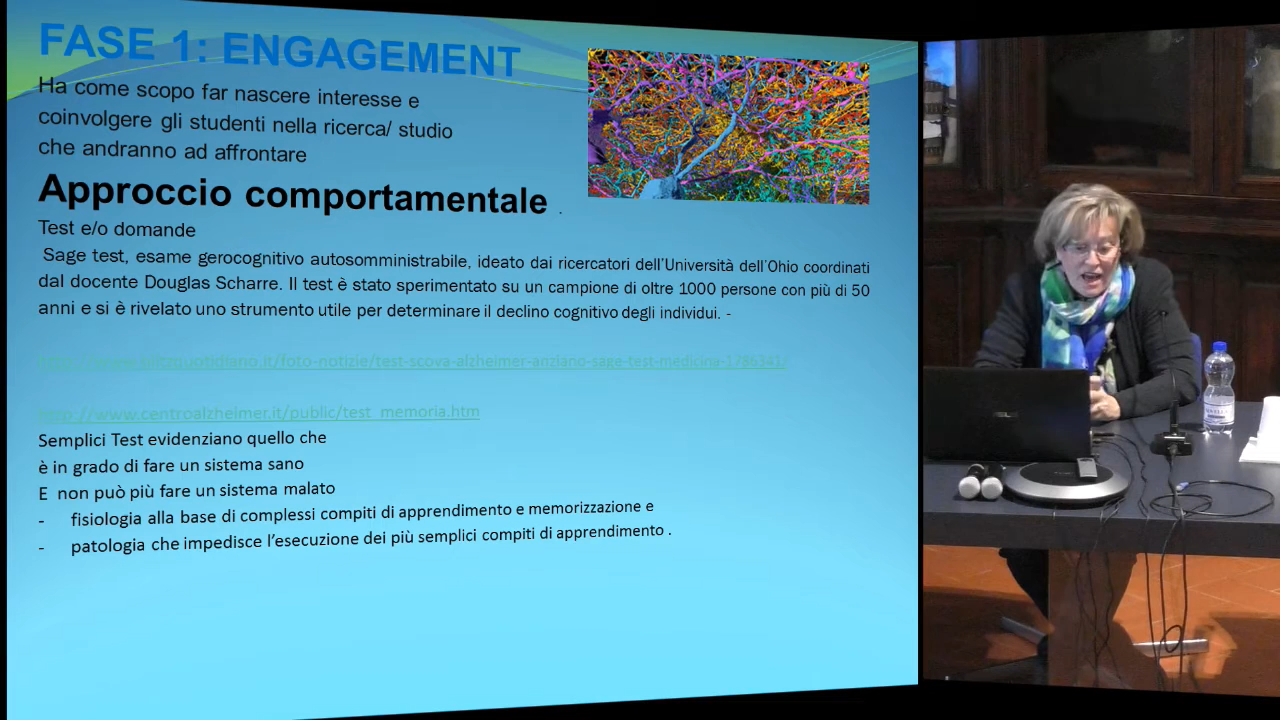 FASE 1: ENGAGEMENT
Ha come scopo far nascere interesse e
coinvolgere gli studenti nella ricerca/ studio
che andranno ad affrontare
Approccio comportamentale .
Test e/o domande
Sage test, esame gerocognitivo autosomministrabile, ideato dai ricercatori dell'Università dell'Ohio coordinati
dal docente Douglas Scharre. Il test è stato sperimentato su un campione di oltre 1000 persone con più di 50
anni e si è rivelato uno strumento utile per determinare il declino cognitivo degli individui. -
/foto-notizie/test-scova-alzheimer-anziano-sage-test-medicina-1786341/
http://www.centroalzheimer.it/public/test_memoria.htm
Semplici Test evidenziano quello che
è in grado di fare un sistema sano
E non può più fare un sistema malato
- fisiologia alla base di complessi compiti di apprendimento e memorizzazione e
- patologia che impedisce l'esecuzione dei più semplici compiti di apprendimento .